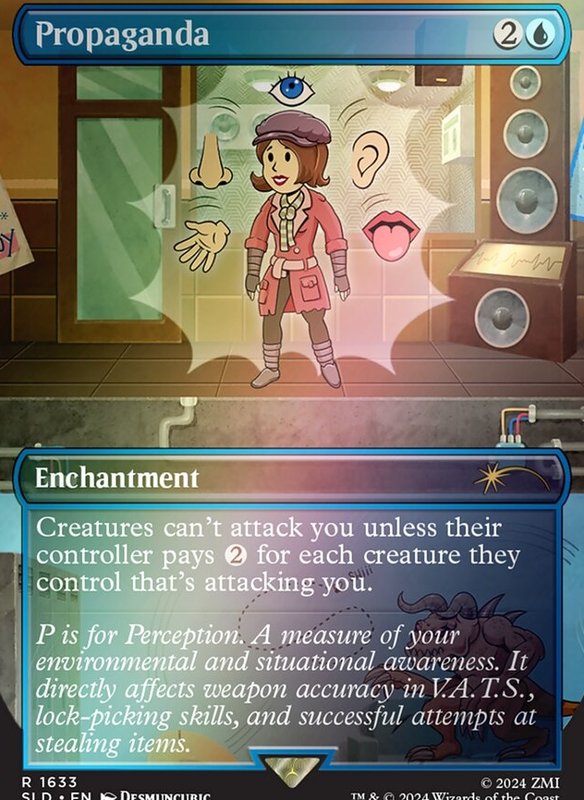 Propaganda 2
Enchantment
Creatures can't attack you unless their
controller pays 2 for each creature they
control that's attacking you.
P is for Perception. A measure of your
environmental and situational awareness. It
directly affects weapon accuracy in V.A.T.S.,
lock-picking skills, and successful attempts at
stealing items.
R 1633
© 2024 ZMI
SLD • EN DESMUNCUBIC
™ & © 2024 Wizards of the Coast